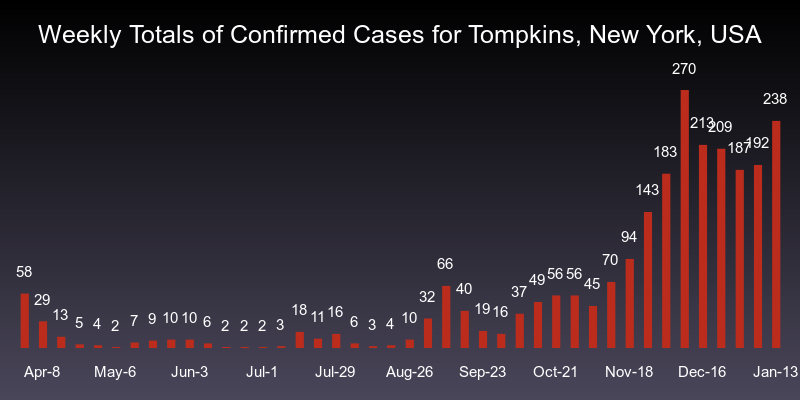 Weekly Totals of Confirmed Cases for Tompkins, New York, USA
58 29 13 5 4 2 7 9 10 10 6 2 2 2 3 18 11 16 6 3 4 10 32 66 40 19 16 37 49 56 56 45 70 94 143 183 270 213 209 187 192 238
Apr-8 May-6 Jun-3 Jul-1 Jul-29 Aug-26 Sep-23 Oct-21 Nov-18 Dec-16 Jan-13